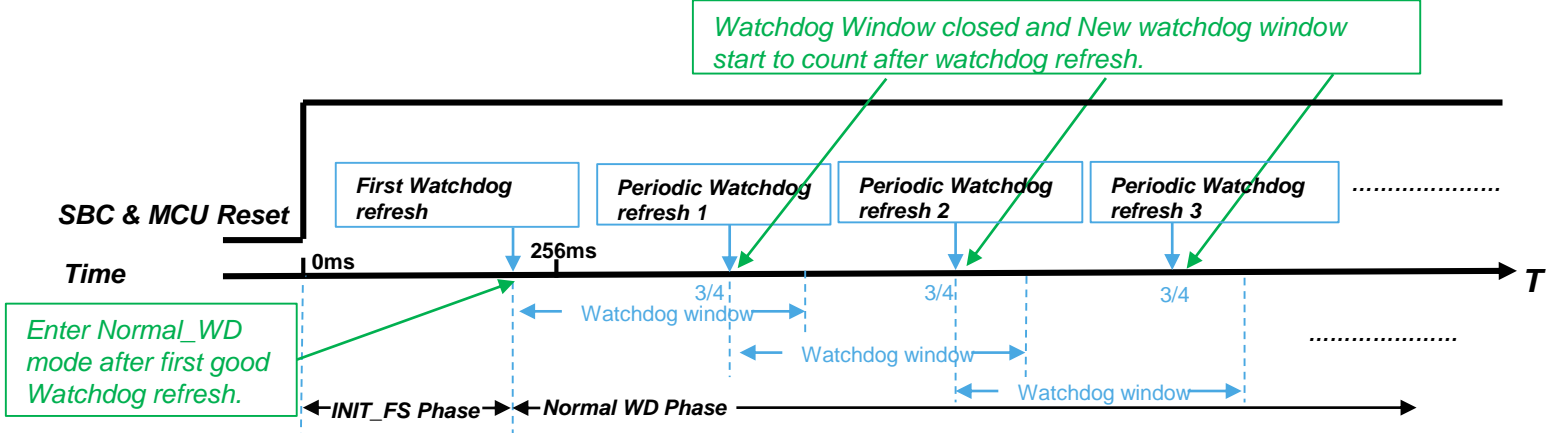 Watchdog Window closed and New watchdog window
start to count after watchdog refresh.
First Watchdog
refresh
Periodic Watchdog
refresh 1
Periodic Watchdog
refresh 2
Periodic Watchdog
refresh 3
.....................
SBC & MCU Reset
0ms
256ms
Time
T
3/4
3/4
3/4
Watchdog window
Enter Normal_WD
mode after first good
Watchdog refresh.
.....................
Watchdog window
Watchdog window
INIT_FS Phase
Normal WD Phase